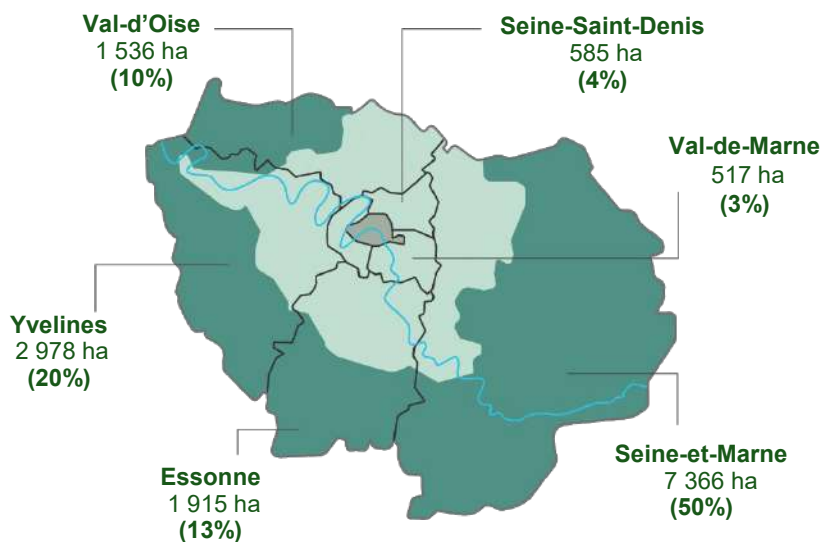 Val-d’Oise
1 536 ha
(10%)
Seine-Saint-Denis
585 ha
(4%)
Val-de-Marne
517 ha
(3%)
Yvelines
2 978 ha
(20%)
Essonne
1 915 ha
(13%)
Seine-et-Marne
7 366 ha
(50%)